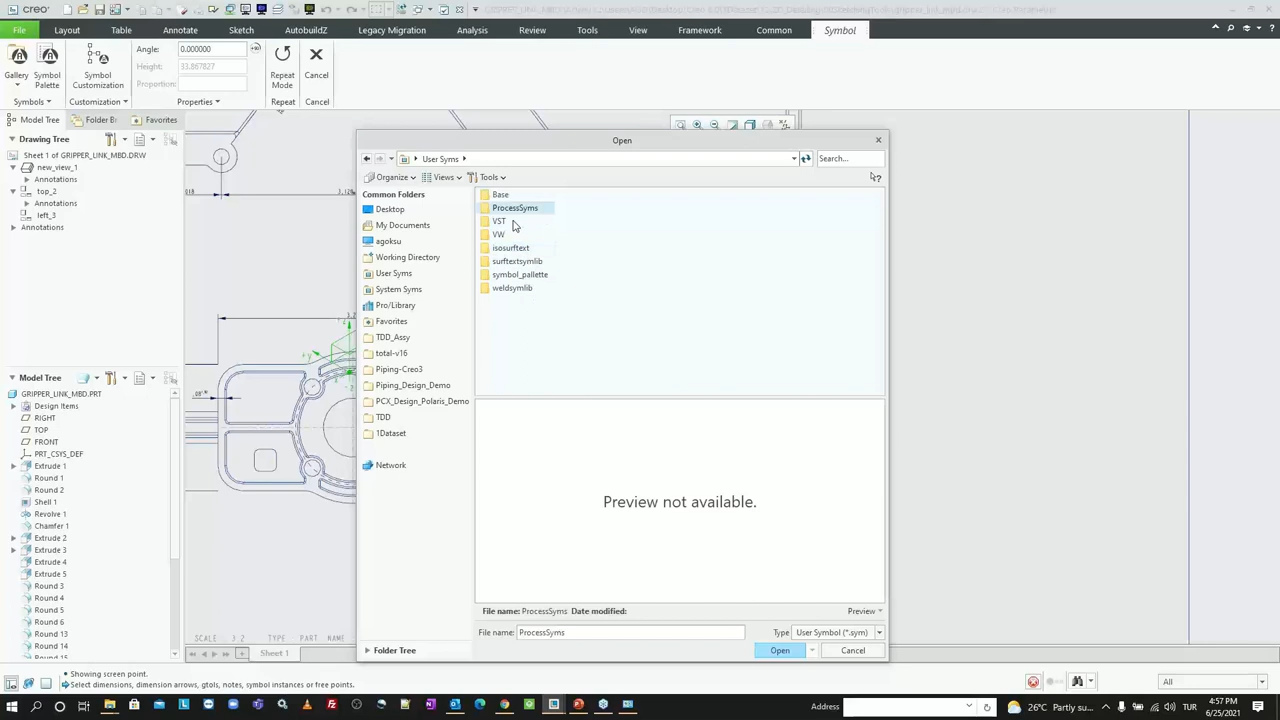 creo
File
Layout
Table
Annotate
Sketch
AutobuildZ
Legacy Migration
Analysis
Review
Tools
View
Framework
Common
Symbol
Gallery
Symbol Palette
Symbol Customization
Angle: 0.000000
Height: 33.867827
Proportion:
Repeat Mode
Cancel
Symbols
Customization
Properties
Repeat
Cancel
Model Tree
Folder B
Favorites
Drawing Tree
Sheet 1 of GRIPPER_LINK_MBD.DRW
new_view_1
Annotations
top_2
Annotations
left_3
Annotations
Model Tree
GRIPPER_LINK_MBD.PRT
Design Items
RIGHT
TOP
FRONT
PRT_CSYS_DEF
Extrude 1
Round 1
Round 2
Shell 1
Revolve 1
Chamfer 1
Extrude 2
Extrude 3
Extrude 4
Extrude 5
Round 3
Round 4
Round 5
Round 6
Round 13
Round 14
Round 15
Open
User Syms
Search...
Organize
Views
Tools
Common Folders
Desktop
My Documents
agoksu
Working Directory
User Syms
System Syms
Pro/Library
Favorites
TDD_Assy
total-v16
Piping-Creo3
Piping_Design_Demo
PCX_Design_Polaris_Demo
TDD
1Dataset
Network
Folder Tree
Base
ProcessSyms
VST
VW
isosurftext
surftextsymlib
symbol_pallette
weldsymlib
Preview not available.
File name: ProcessSyms Date modified:
Preview
File name: ProcessSyms
Type User Symbol (*.sym)
Open
Cancel
SCALE 3.2 TYPE PART NAME
Sheet 1
Showing screen point.
Select dimensions, dimension arrows, gtols, notes, symbol instances or free points.
All
Address
26°C Partly su...
TUR
4:57 PM
6/25/2021